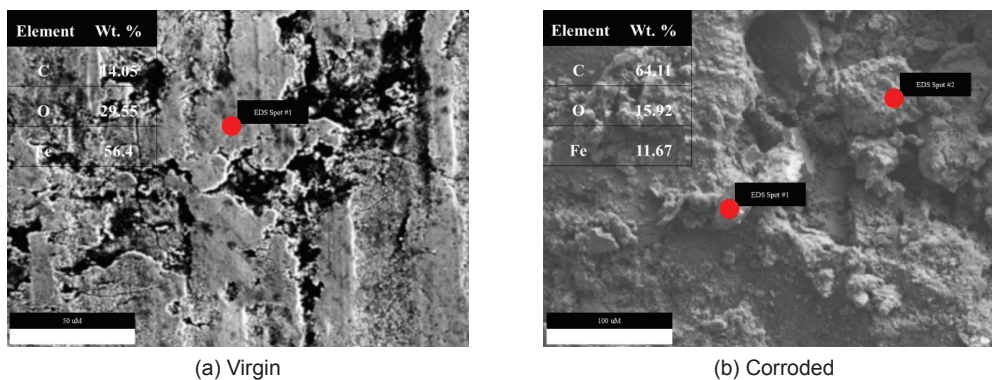 Element Wt. %
C 14.05
O 29.55
Fe 56.4
EDS Spot #1
50 uM
(a) Virgin
Element Wt. %
C 64.11
O 15.92
Fe 11.67
EDS Spot #2
EDS Spot #1
100 uM
(b) Corroded